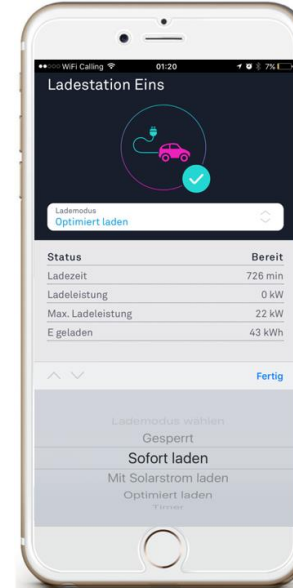 WiFi Calling 01:20 7%
Ladestation Eins
Lademodus
Optimiert laden
Status Bereit
Ladezeit 726 min
Ladeleistung 0 kW
Max. Ladeleistung 22 kW
E geladen 43 kWh
Fertig
Lademodus wählen
Gesperrt
Sofort laden
Mit Solarstrom laden
Optimiert laden
Timer